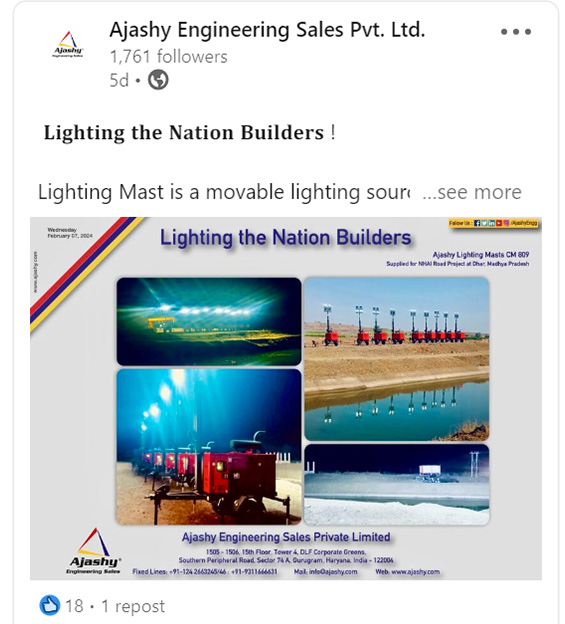 Ajashy Engineering Sales Pvt. Ltd.
Ajashy
Engineering Sales
1,761 followers
5d •
Lighting the Nation Builders !
Lighting Mast is a movable lighting sourc ...see more
Wednesday
February 07, 2024
Follow Us :
/AjashyEngg
Lighting the Nation Builders
www.ajashy.com
Ajashy Lighting Masts CM 809
Supplied for NHAI Road Project at Dhar, Madhya Pradesh
Ajashy Engineering Sales Private Limited
1505 - 1506, 15th Floor, Tower 4, DLF Corporate Greens,
Southern Peripheral Road, Sector 74 A, Gurugram, Haryana, India - 122004
Ajashy
Engineering Sales
Fixed Lines: +91-124 2663245/46 : +91-9311666631 Mail: info@ajashy.com Web: www.ajashy.com
18 • 1 repost